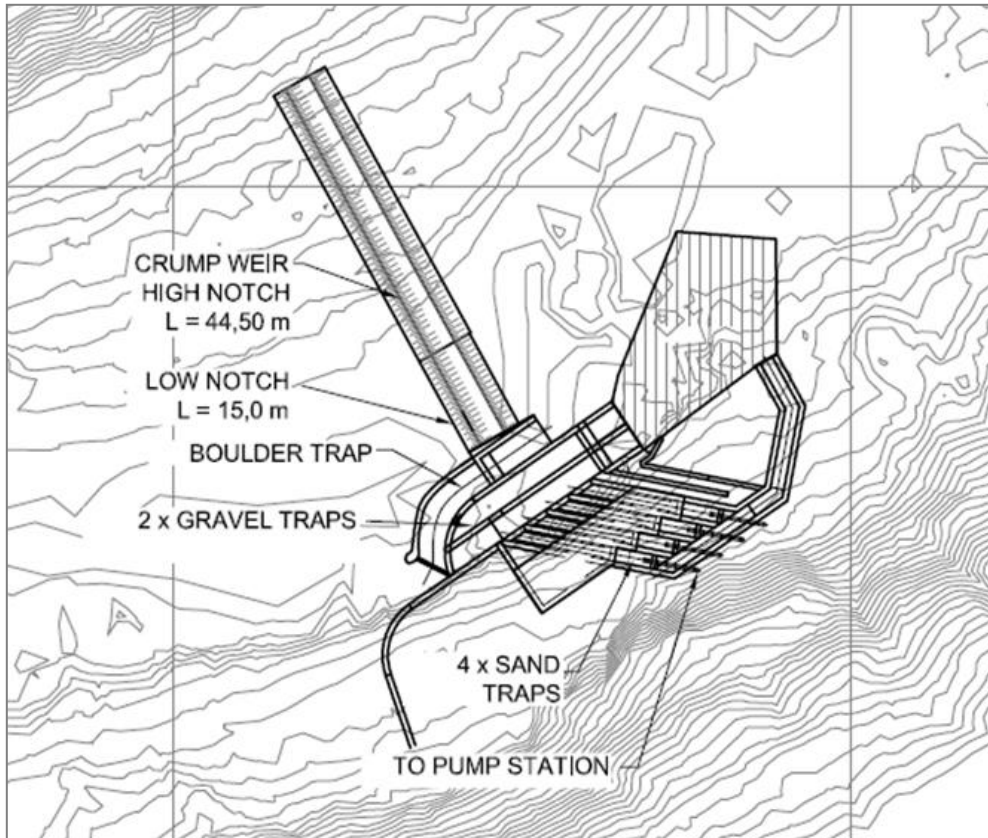 CRUMP WEIR
HIGH NOTCH
L = 44,50 m
LOW NOTCH
L = 15,0 m
BOULDER TRAP
2 x GRAVEL TRAPS
4 x SAND
TRAPS
TO PUMP STATION